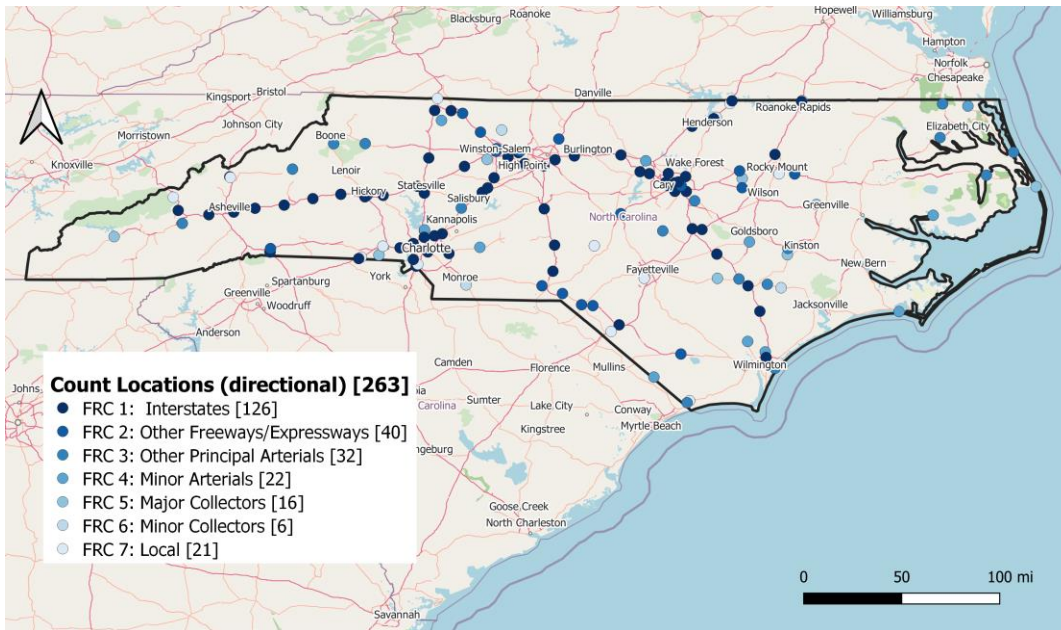 Hopewell
Blacksburg
Roanoke
Williamsburg
Hampton
Norfolk
Chesapeake
Kingsport
Bristol
Danville
Roanoke Rapids
Morristown
Johnson City
Henderson
Elizabeth City
Boone
Knoxville
Winston-Salem
Burlington
Wake Forest
Rocky Mount
High Point
Lenoir
Hickory
Statesville
Cary
Wilson
Asheville
Salisbury
Kannapolis
North Carolina
Greenville
Goldsboro
Charlotte
Kinston
York
Monroe
Fayetteville
New Bern
Spartanburg
Greenville
Woodruff
Jacksonville
Anderson
Wilmington
Camden
Florence
Mullins
Johns
Carolina
Sumter
Lake City
Conway
Kingstree
Myrtle Beach
Goose Creek
North Charleston
Savannah
Count Locations (directional) [263]
FRC 1: Interstates [126]
FRC 2: Other Freeways/Expressways [40]
FRC 3: Other Principal Arterials [32]
FRC 4: Minor Arterials [22]
FRC 5: Major Collectors [16]
FRC 6: Minor Collectors [6]
FRC 7: Local [21]
0 50 100 mi